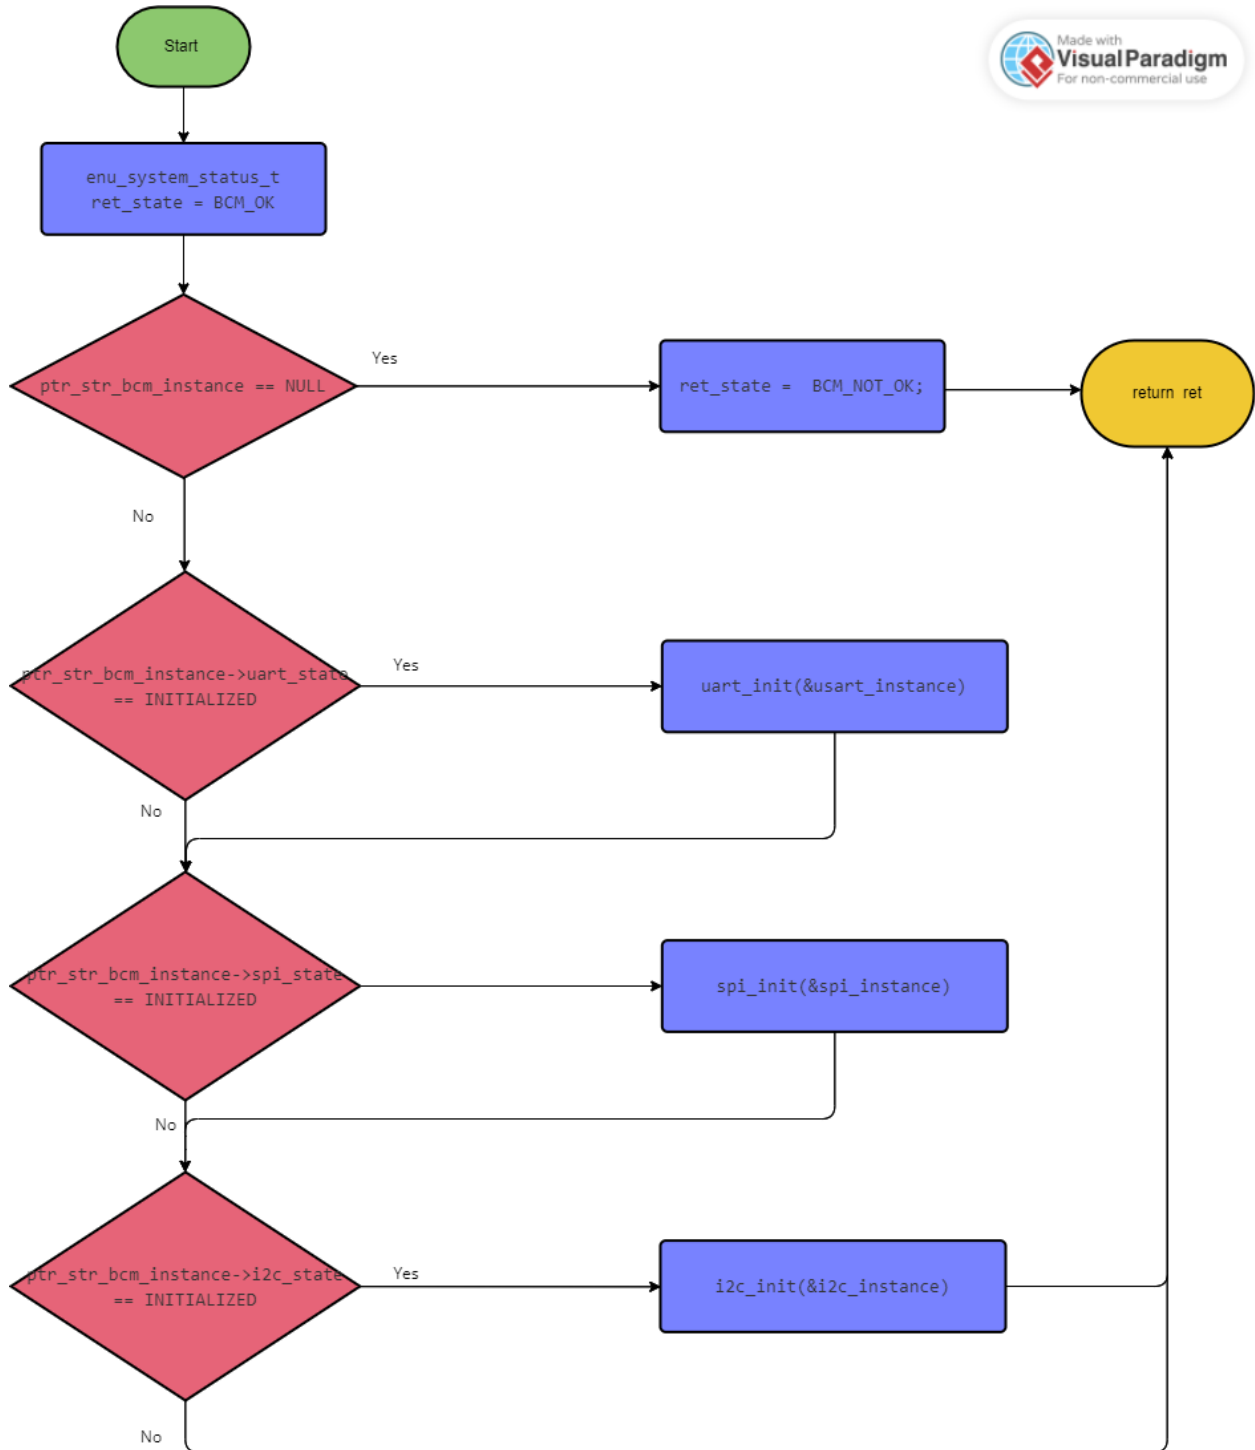 Start
Made with
Visual Paradigm
For non-commercial use
enu_system_status_t
ret_state = BCM_OK
ptr_str_bcm_instance == NULL
Yes
ret_state =  BCM_NOT_OK;
return ret
No
ptr_str_bcm_instance->uart_state
== INITIALIZED
Yes
uart_init(&usart_instance)
No
ptr_str_bcm_instance->spi_state
== INITIALIZED
spi_init(&spi_instance)
No
ptr_str_bcm_instance->i2c_state
== INITIALIZED
Yes
i2c_init(&i2c_instance)
No